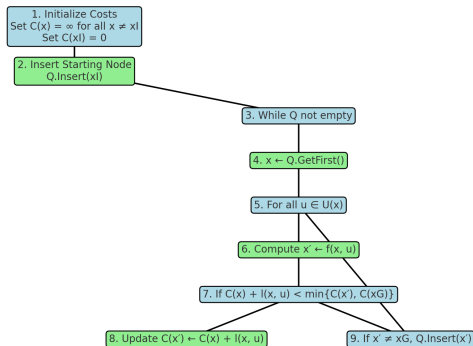 1. Initialize Costs
Set C(x) = ∞ for all x ≠ xI
Set C(xI) = 0
2. Insert Starting Node
Q.Insert(xI)
3. While Q not empty
4. x ← Q.GetFirst()
5. For all u ∈ U(x)
6. Compute x′ ← f(x, u)
7. If C(x) + l(x, u) < min{C(x′), C(xG)}
8. Update C(x′) ← C(x) + l(x, u)
9. If x′ ≠ xG, Q.Insert(x′)